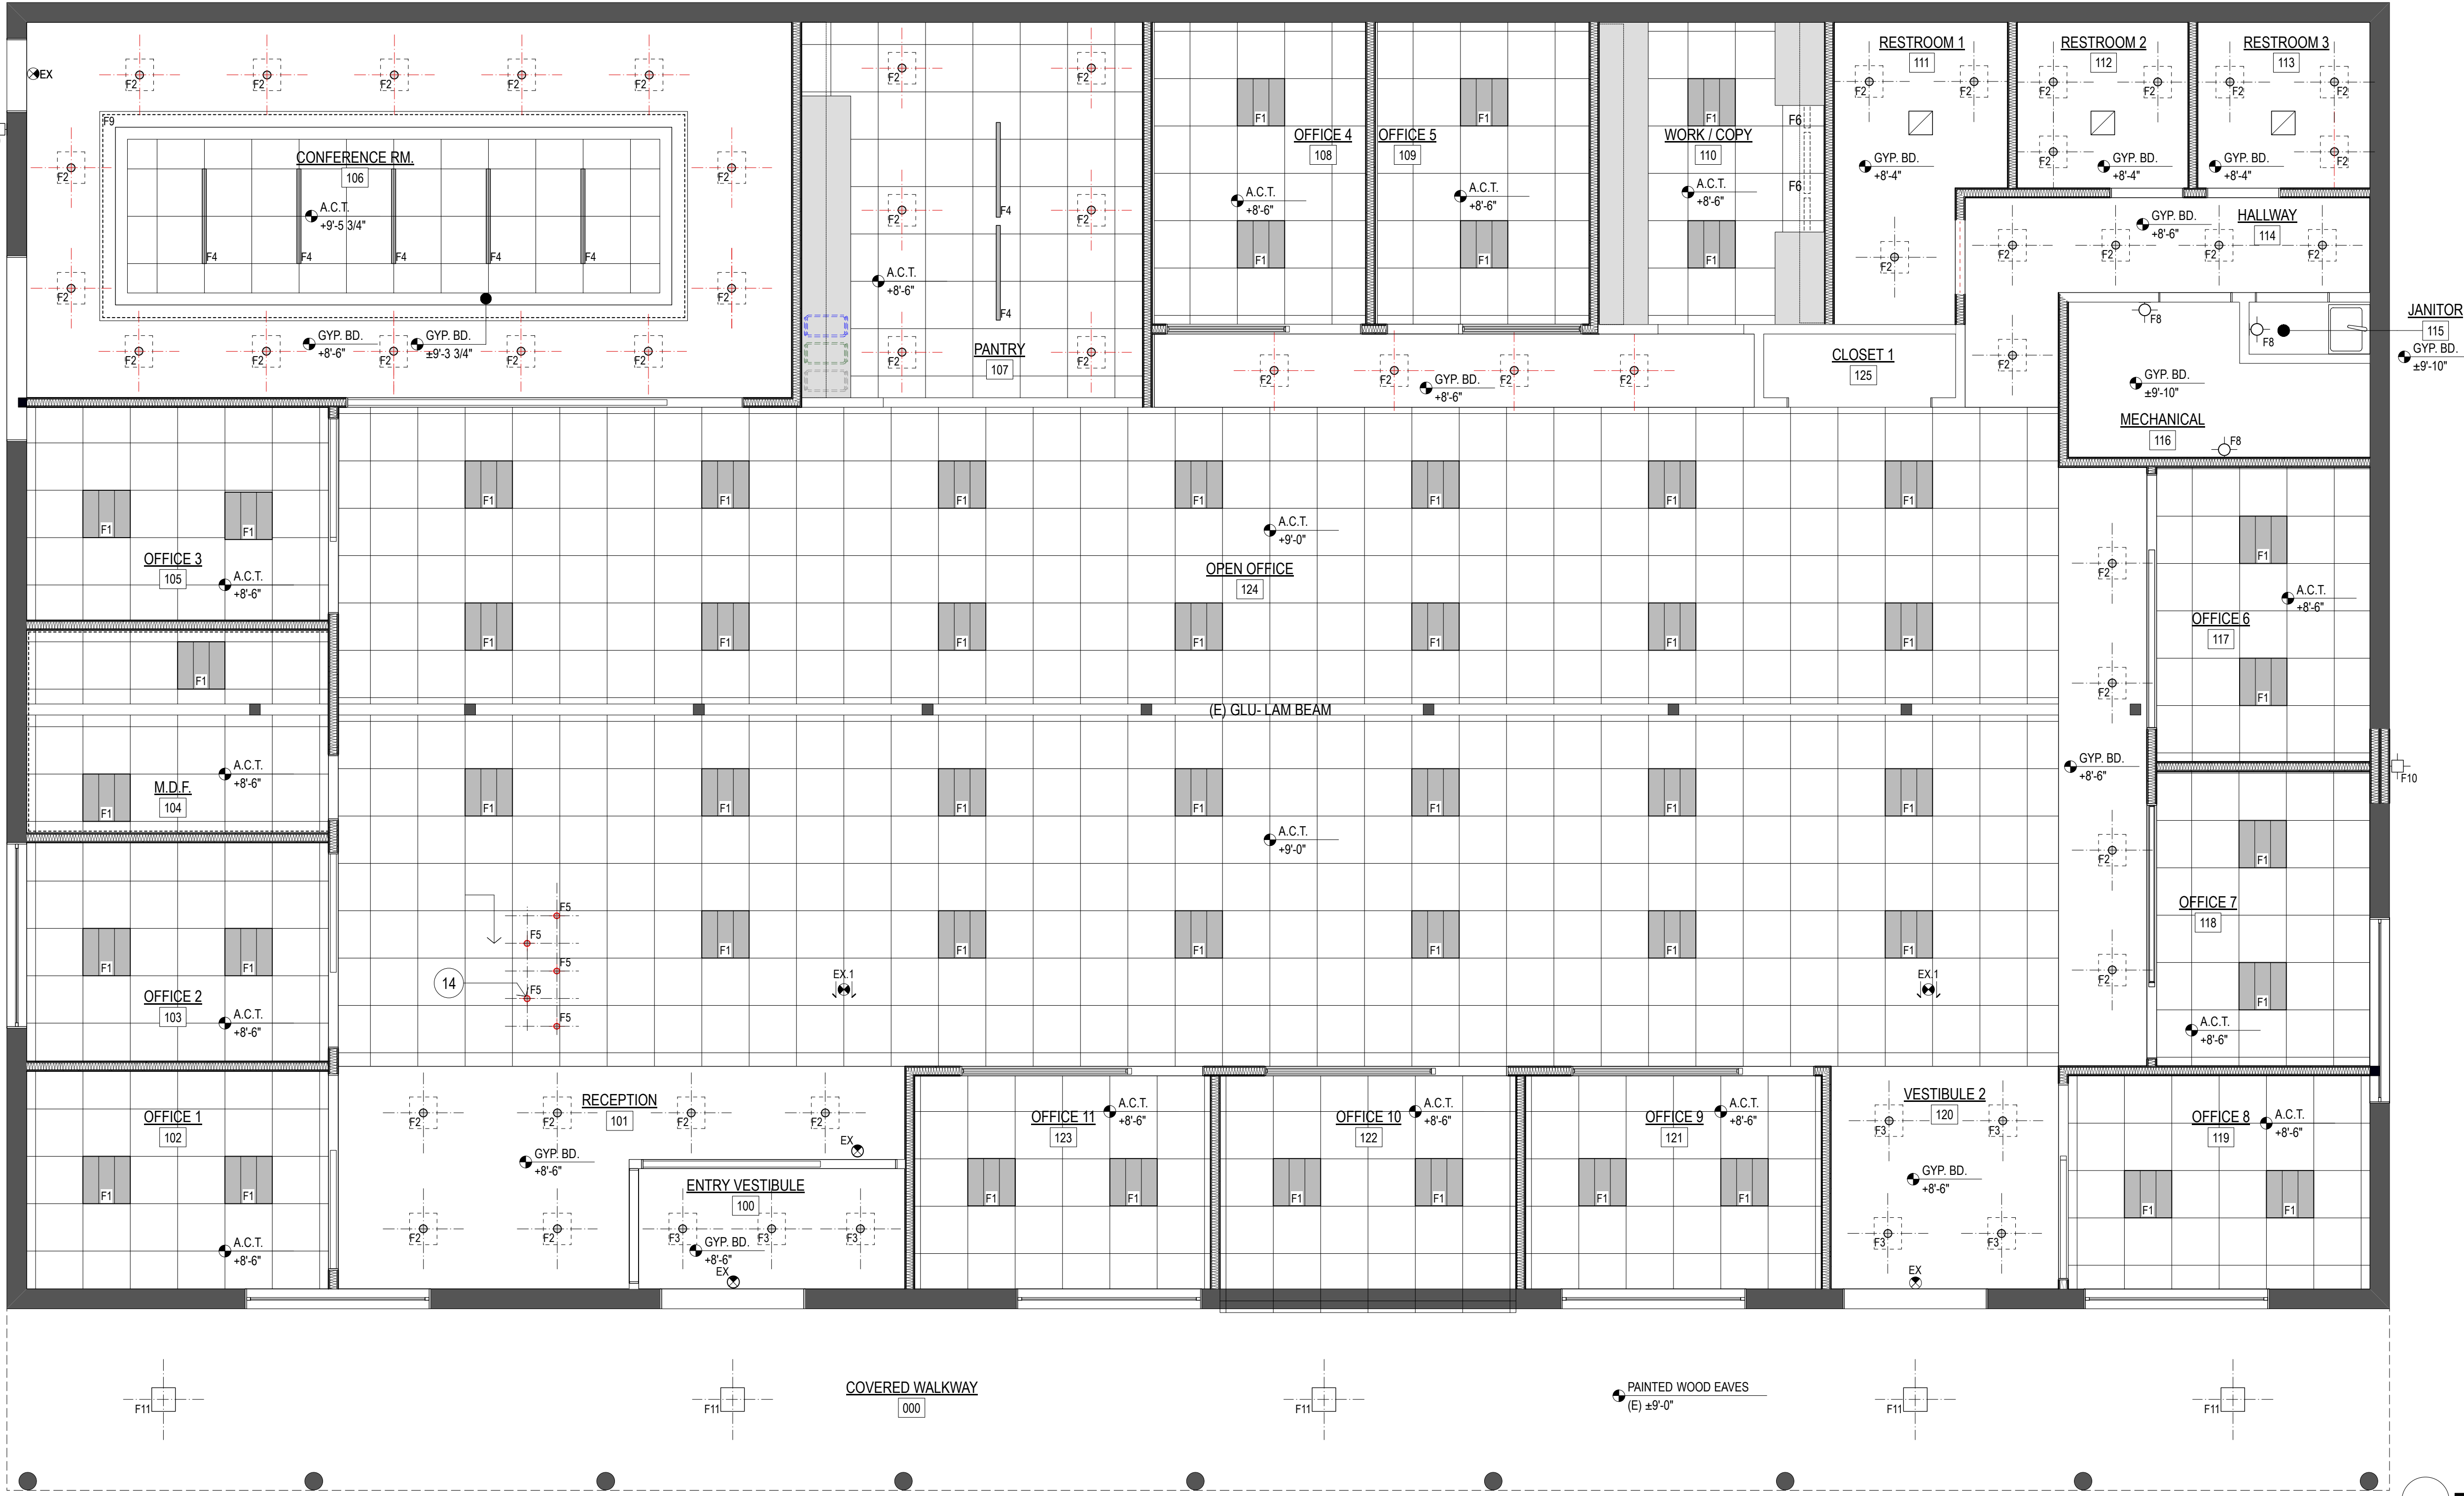 RESTROOM 1
111
RESTROOM 2
112
RESTROOM 3
113
EX
F2
F2
F2
F2
F2
F2
F2
F2
F2
F2
F2
F2
F2
F2
F9
CONFERENCE RM.
106
A.C.T.
+9'-5 3/4"
F4
F4
F4
F4
F4
GYP. BD.
+8'-6"
GYP. BD.
±9'-3 3/4"
F2
F2
F2
F2
F2
F2
F4
F4
A.C.T.
+8'-6"
PANTRY
107
F1
F1
OFFICE 4
108
A.C.T.
+8'-6"
F1
F1
OFFICE 5
109
A.C.T.
+8'-6"
F1
F1
WORK / COPY
110
A.C.T.
+8'-6"
F6
F6
F2
F2
GYP. BD.
+8'-4"
F2
F2
F2
F2
GYP. BD.
+8'-4"
F2
F2
F2
GYP. BD.
+8'-4"
GYP. BD.
+8'-6"
HALLWAY
114
F2
F2
F2
F2
F2
F8
F8
JANITOR
115
GYP. BD.
±9'-10"
GYP. BD.
±9'-10"
MECHANICAL
116
F8
CLOSET 1
125
F2
F2
F2
F2
GYP. BD.
+8'-6"
F1
F1
OFFICE 3
105
A.C.T.
+8'-6"
F1
F1
F1
F1
F1
F1
F1
A.C.T.
+9'-0"
OPEN OFFICE
124
F1
F1
F1
F1
F1
F1
F1
F2
F2
F1
A.C.T.
+8'-6"
OFFICE 6
117
F1
F1
(E) GLU- LAM BEAM
A.C.T.
+8'-6"
M.D.F.
104
F1
F1
F1
F1
F1
F1
F1
F1
A.C.T.
+9'-0"
GYP. BD.
+8'-6"
F10
F2
F2
F1
OFFICE 7
118
F1
A.C.T.
+8'-6"
F1
F1
OFFICE 2
103
A.C.T.
+8'-6"
F5
F5
F5
F5
F5
14
F1
F1
F1
F1
F1
F1
EX.1
EX.1
OFFICE 1
102
F1
F1
A.C.T.
+8'-6"
RECEPTION
101
F2
F2
F2
F2
GYP. BD.
+8'-6"
F2
F2
EX
ENTRY VESTIBULE
100
F3
F3
F3
GYP. BD.
+8'-6"
EX
OFFICE 11
123
A.C.T.
+8'-6"
F1
F1
OFFICE 10
122
A.C.T.
+8'-6"
F1
F1
OFFICE 9
121
A.C.T.
+8'-6"
F1
F1
VESTIBULE 2
120
F3
F3
GYP. BD.
+8'-6"
F3
F3
EX
OFFICE 8
119
A.C.T.
+8'-6"
F1
F1
F11
F11
COVERED WALKWAY
000
F11
PAINTED WOOD EAVES
(E) ±9'-0"
F11
F11